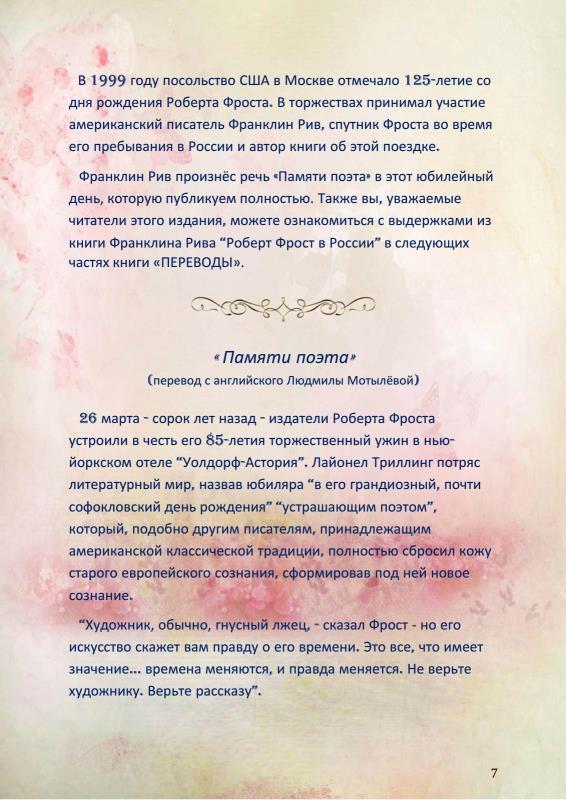 В 1999 году посольство США в Москве отмечало 125-летие со
дня рождения Роберта Фроста. В торжествах принимал участие
американский писатель Франклин Рив, спутник Фроста во время
его пребывания в России и автор книги об этой поездке.
Франклин Рив произнёс речь «Памяти поэта» в этот юбилейный
день, которую публикуем полностью. Также вы, уважаемые
читатели этого издания, можете ознакомиться с выдержками из
книги Франклина Рива “Роберт Фрост в России” в следующих
частях книги «ПЕРЕВОДЫ».
«Памяти поэта»
(перевод с английского Людмилы Мотылёвой)
26 марта - сорок лет назад - издатели Роберта Фроста
устроили в честь его 85-летия торжественный ужин в нью-
йоркском отеле “Уолдорф-Астория”. Лайонел Триллинг потряс
литературный мир, назвав юбиляра “в его грандиозный, почти
софокловский день рождения” “устрашающим поэтом”,
который, подобно другим писателям, принадлежащим
американской классической традиции, полностью сбросил кожу
старого европейского сознания, сформировав под ней новое
сознание.
“Художник, обычно, гнусный лжец, - сказал Фрост - но его
искусство скажет вам правду о его времени. Это все, что имеет
значение... времена меняются, и правда меняется. Не верьте
художнику. Верьте рассказу”.
7